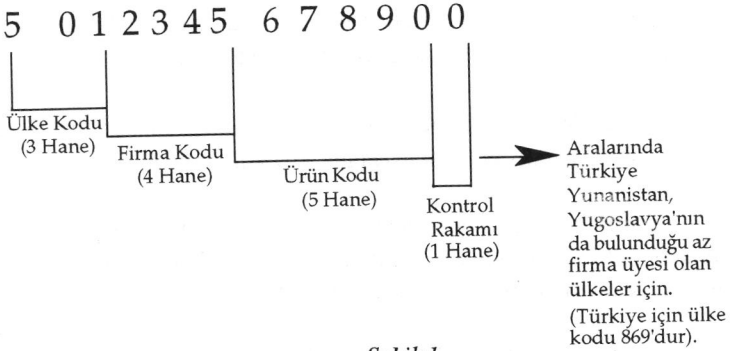 5 0 1 2 3 4 5 6 7 8 9 0 0
Ülke Kodu
(3 Hane)
Firma Kodu
(4 Hane)
Ürün Kodu
(5 Hane)
Kontrol
Rakamı
(1 Hane)
Aralarında
Türkiye
Yunanistan,
Yugoslavya'nın
da bulunduğu az
firma üyesi olan
ülkeler için.
(Türkiye için ülke
kodu 869'dur).